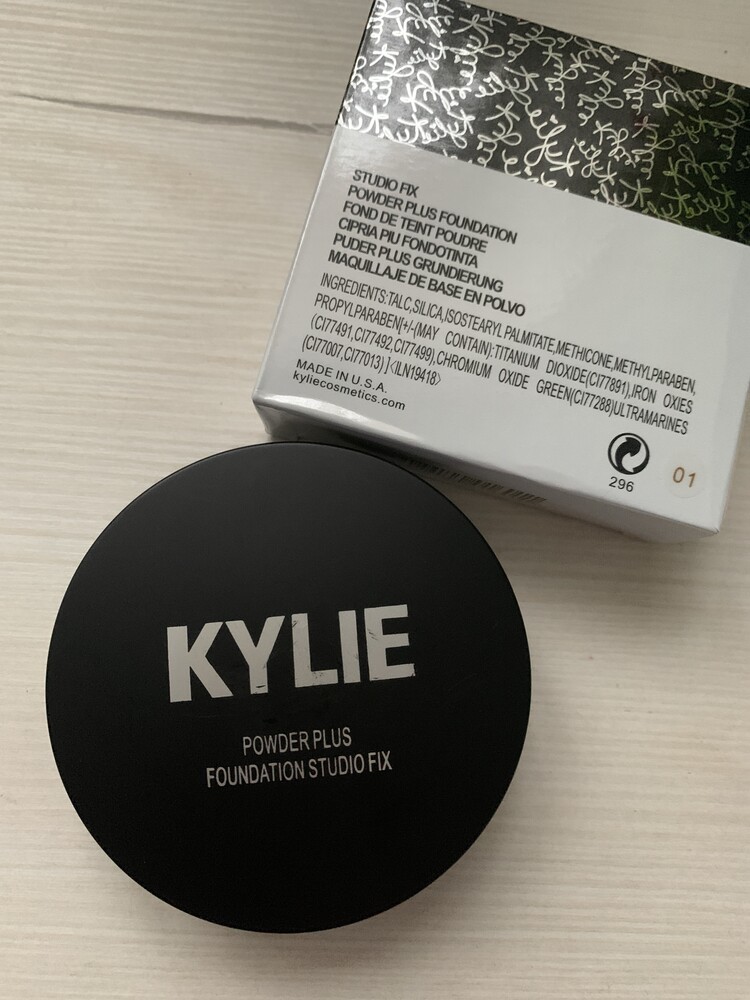 STUDIO FIX
POWDER PLUS FOUNDATION
FOND DE TEINT POUDRE
CIPRIA PIU FONDOTINTA
PUDER PLUS GRUNDIERUNG
MAQUILLAJE DE BASE EN POLVO
INGREDIENTS:TALC,SILICA,ISOSTEARYL PALMITATE,METHICONE,METHYLPARABEN,
PROPYLPARABEN[+/-(MAY CONTAIN):TITANIUM DIOXIDE(CI77891),IRON OXIES
(CI77491,CI77492,CI77499),CHROMIUM OXIDE GREEN(CI77288)ULTRAMARINES
(CI77007,CI77013) ]<ILN19418>
MADE IN U.S.A.
kyliecosmetics.com
296
01
KYLIE
POWDER PLUS
FOUNDATION STUDIO FIX